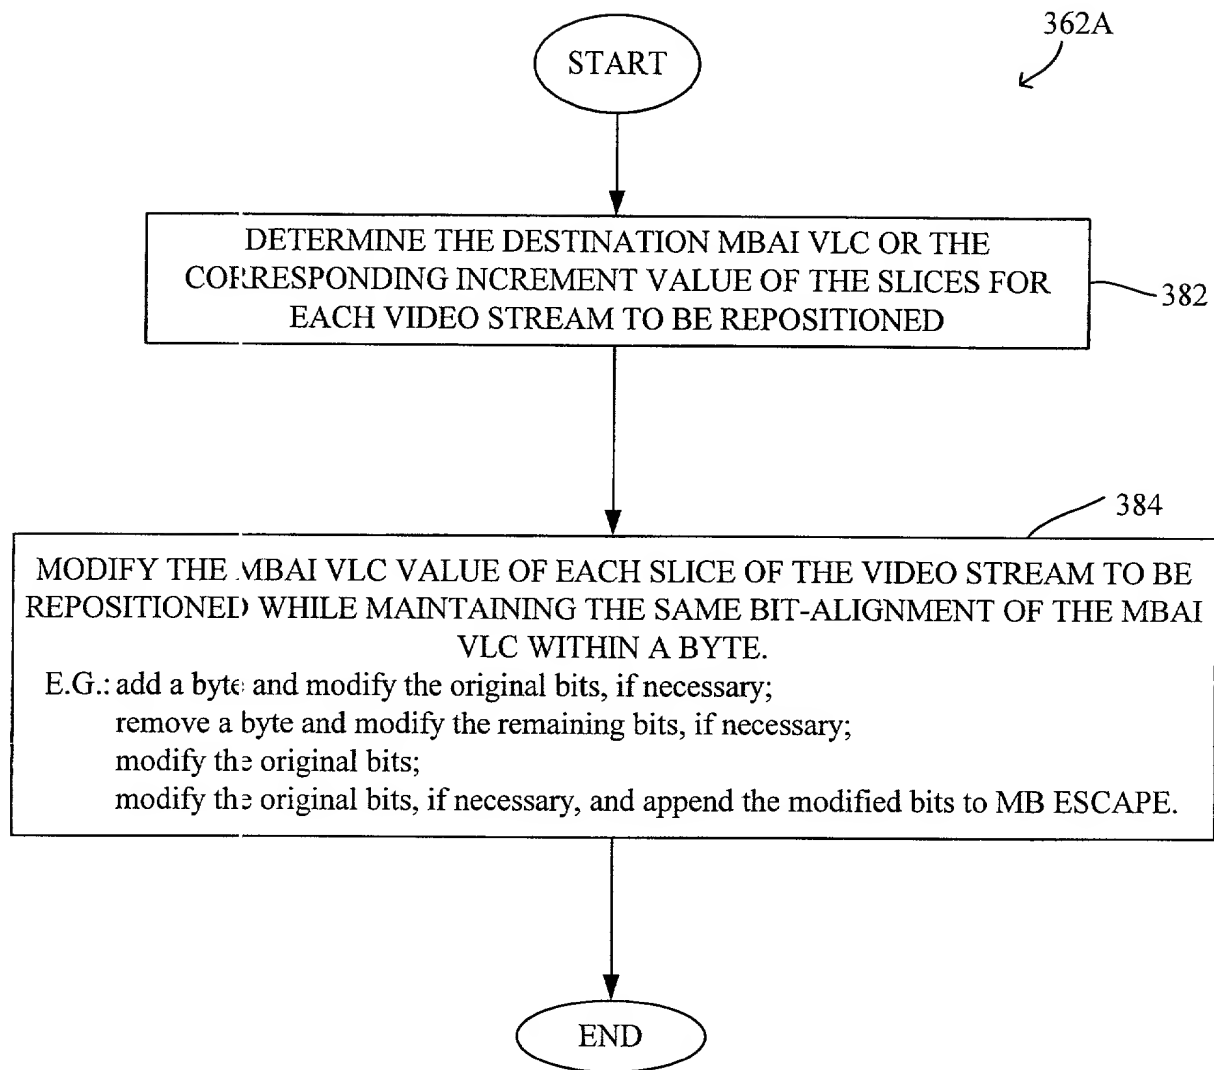 362A
START
DETERMINE THE DESTINATION MBAI VLC OR THE
CORRESPONDING INCREMENT VALUE OF THE SLICES FOR
EACH VIDEO STREAM TO BE REPOSITIONED
382
384
MODIFY THE MBAI VLC VALUE OF EACH SLICE OF THE VIDEO STREAM TO BE
REPOSITIONED WHILE MAINTAINING THE SAME BIT-ALIGNMENT OF THE MBAI
VLC WITHIN A BYTE.
E.G.: add a byte and modify the original bits, if necessary;
remove a byte and modify the remaining bits, if necessary;
modify the original bits;
modify the original bits, if necessary, and append the modified bits to MB ESCAPE.
END